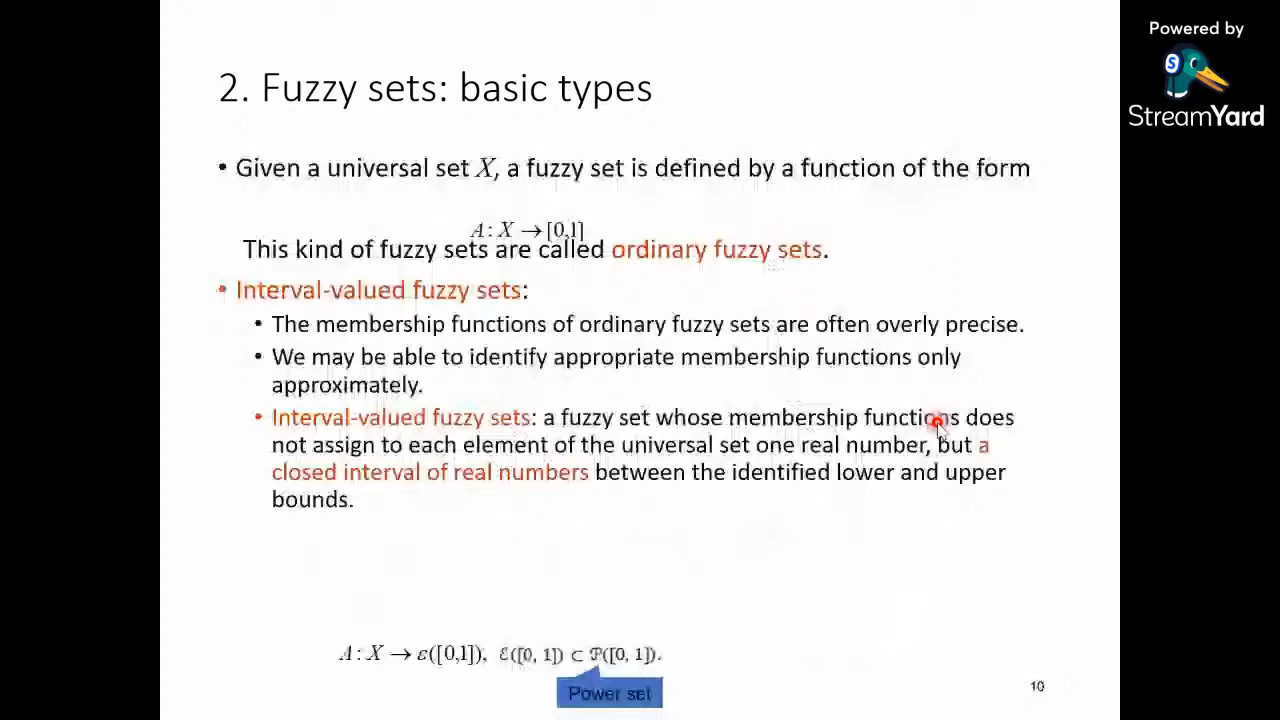 Powered by
StreamYard
2. Fuzzy sets: basic types
• Given a universal set X, a fuzzy set is defined by a function of the form
A : X → [0,1]
This kind of fuzzy sets are called ordinary fuzzy sets.
• Interval-valued fuzzy sets:
• The membership functions of ordinary fuzzy sets are often overly precise.
• We may be able to identify appropriate membership functions only
approximately.
• Interval-valued fuzzy sets: a fuzzy set whose membership functions does
not assign to each element of the universal set one real number, but a
closed interval of real numbers between the identified lower and upper
bounds.
A : X → ε([0,1]), ℰ([0, 1]) ⊂ 𝒫([0, 1]).
Power set
10